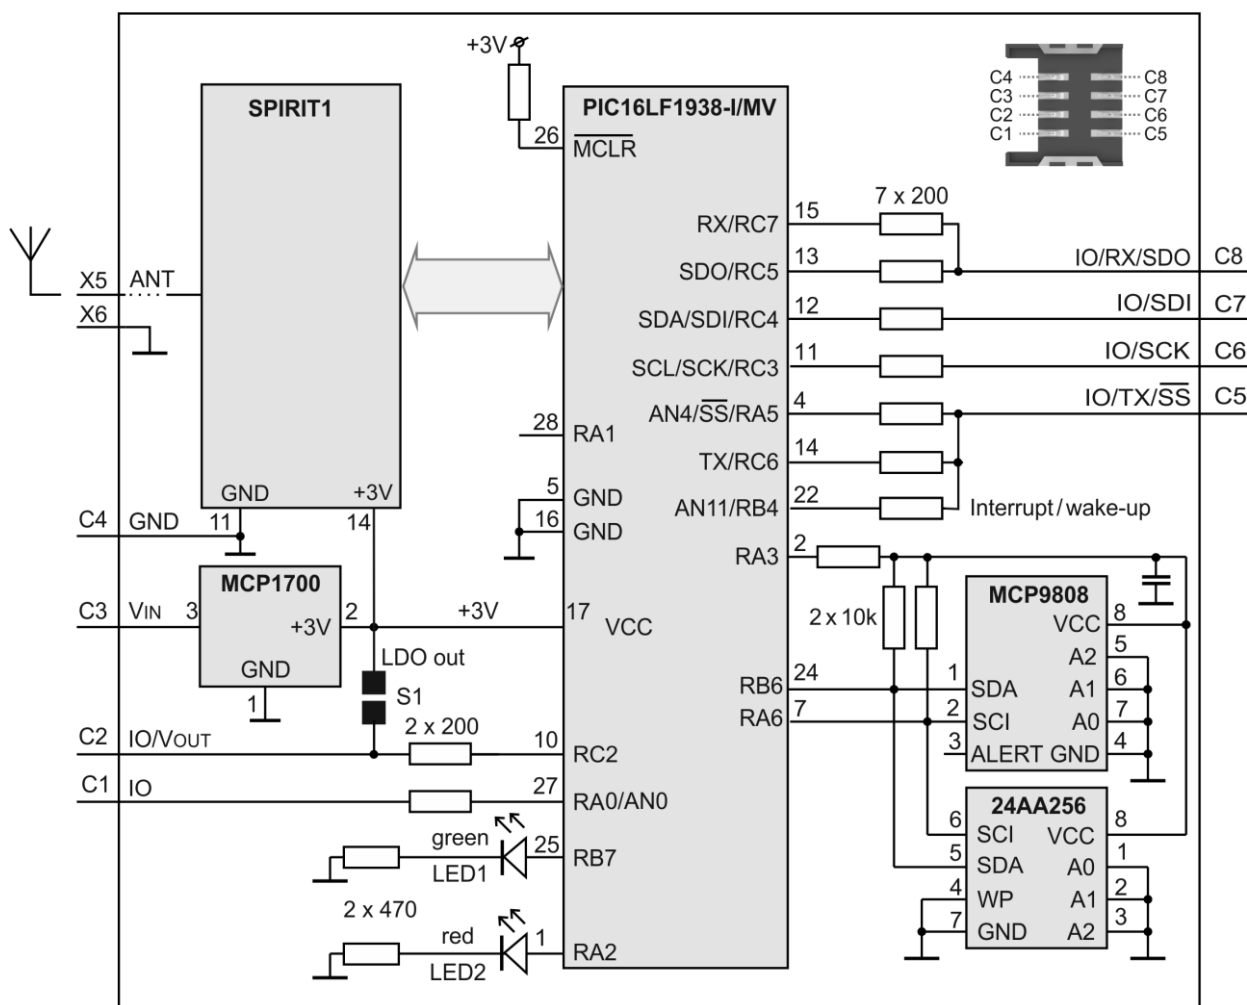 +3V
SPIRIT1
PIC16LF1938-I/MV
C4
C8
C3
C7
C2
C6
C1
C5
26
MCLR
7 x 200
15
RX/RC7
13
SDO/RC5
IO/RX/SDO
C8
X5
ANT
12
SDA/SDI/RC4
IO/SDI
C7
X6
11
SCL/SCK/RC3
IO/SCK
C6
4
AN4/SS/RA5
IO/TX/SS
C5
28
RA1
14
TX/RC6
5
GND
22
AN11/RB4
Interrupt/wake-up
16
GND
GND
+3V
11
14
C4
GND
2
RA3
MCP1700
MCP9808
C3
VIN
3
+3V
2
+3V
17
VCC
2 x 10k
VCC
8
GND
1
LDO out
S1
A2
5
24
RB6
1
SDA
A1
6
7
RA6
2
SCI
A0
7
3
ALERT
GND
4
C2
IO/VOUT
2 x 200
10
RC2
C1
IO
27
RA0/AN0
24AA256
green
LED1
25
RB7
6
SCI
VCC
8
5
SDA
A0
1
4
WP
A1
2
7
GND
A2
3
2 x 470
red
LED2
1
RA2